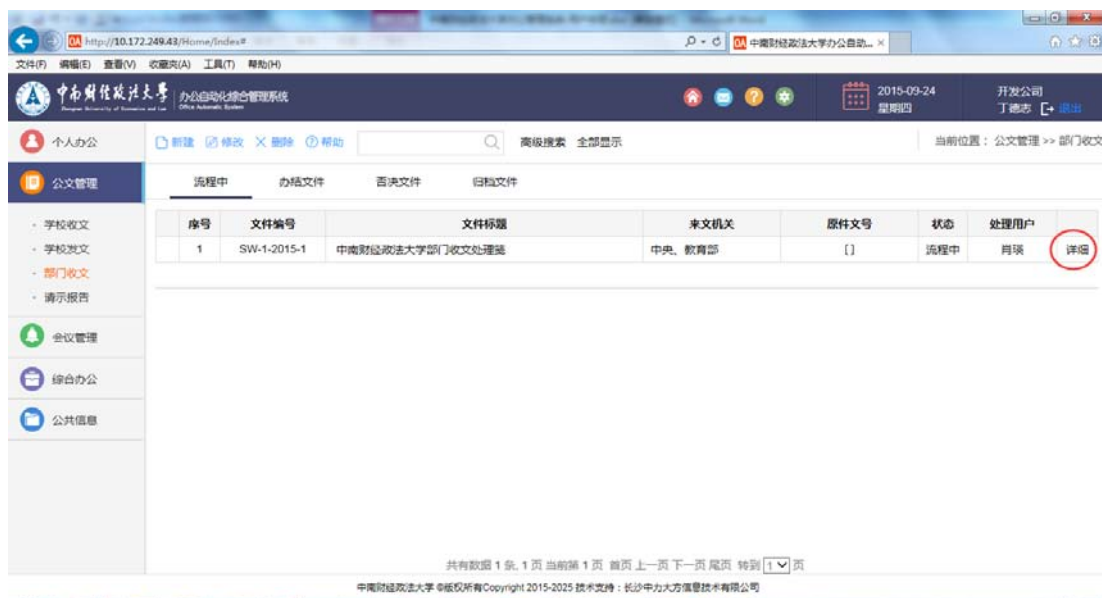 http://10.172.249.43/Home/Index#
中南财经政法大学办公自动... ×
文件(F) 编辑(E) 查看(V) 收藏夹(A) 工具(T) 帮助(H)
中南财经政法大学 办公自动化综合管理系统
Office Automatic System
2015-09-24
星期四
开发公司
丁德志 退出
个人办公
新建 修改 删除 帮助
高级搜索 全部显示
当前位置：公文管理 >> 部门收文
公文管理
流程中 办结文件 否决文件 归档文件
学校收文
学校发文
部门收文
请示报告
序号 文件编号 文件标题 来文机关 原件文号 状态 处理用户
1 SW-1-2015-1 中南财经政法大学部门收文处理笺 中央、教育部 [] 流程中 肖瑛 详细
会议管理
综合办公
公共信息
共有数据 1 条, 1 页 当前第 1 页 首页 上一页 下一页 尾页 转到 1 页
中南财经政法大学 ©版权所有Copyright 2015-2025 技术支持：长沙中力大方信息技术有限公司